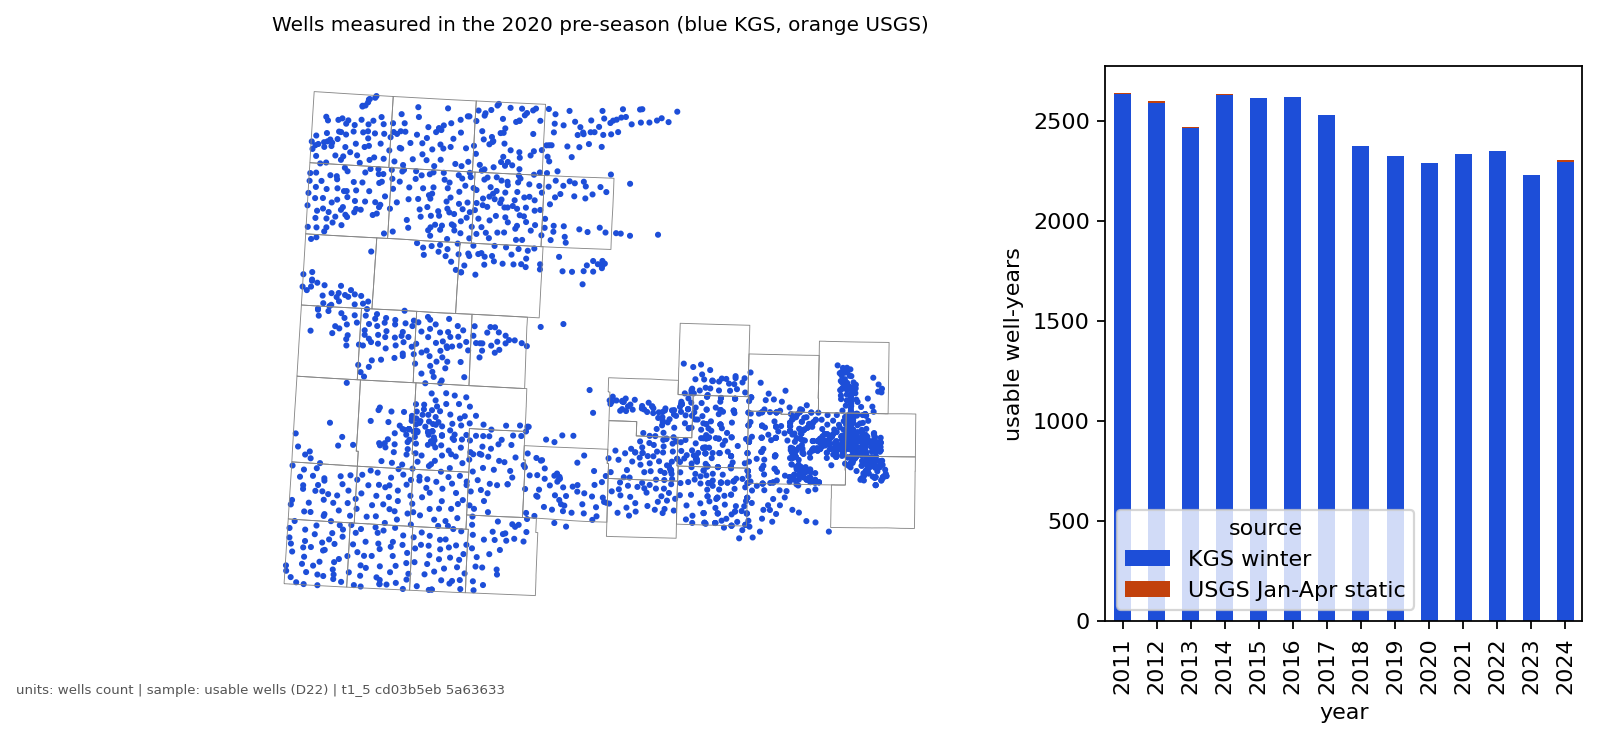 Wells measured in the 2020 pre-season (blue KGS, orange USGS)
usable well-years
2500
2000
1500
1000
500
0
source
KGS winter
USGS Jan-Apr static
2011
2012
2013
2014
2015
2016
2017
2018
2019
2020
2021
2022
2023
2024
year
units: wells count | sample: usable wells (D22) | t1_5 cd03b5eb 5a63633